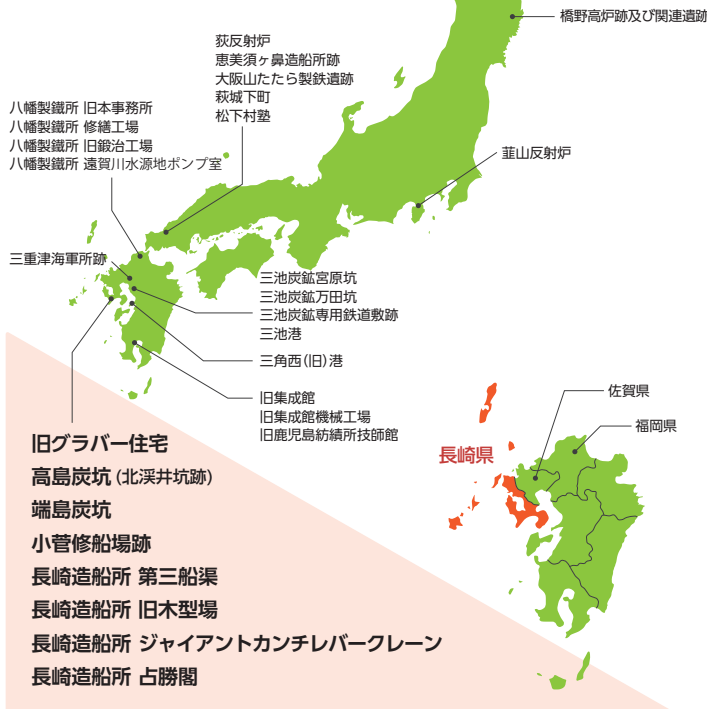 橋野高炉跡及び関連遺跡
荻反射炉
恵美須ヶ鼻造船所跡
大阪山たたら製鉄遺跡
萩城下町
松下村塾
八幡製鐵所 旧本事務所
八幡製鐵所 修繕工場
八幡製鐵所 旧鍛冶工場
八幡製鐵所 遠賀川水源地ポンプ室
韮山反射炉
三重津海軍所跡
三池炭鉱宮原坑
三池炭鉱万田坑
三池炭鉱専用鉄道敷跡
三池港
三角西(旧)港
旧集成館
旧集成館機械工場
旧鹿児島紡績所技師館
佐賀県
福岡県
長崎県
旧グラバー住宅
高島炭坑 (北渓井坑跡)
端島炭坑
小菅修船場跡
長崎造船所 第三船渠
長崎造船所 旧木型場
長崎造船所 ジャイアントカンチレバークレーン
長崎造船所 占勝閣